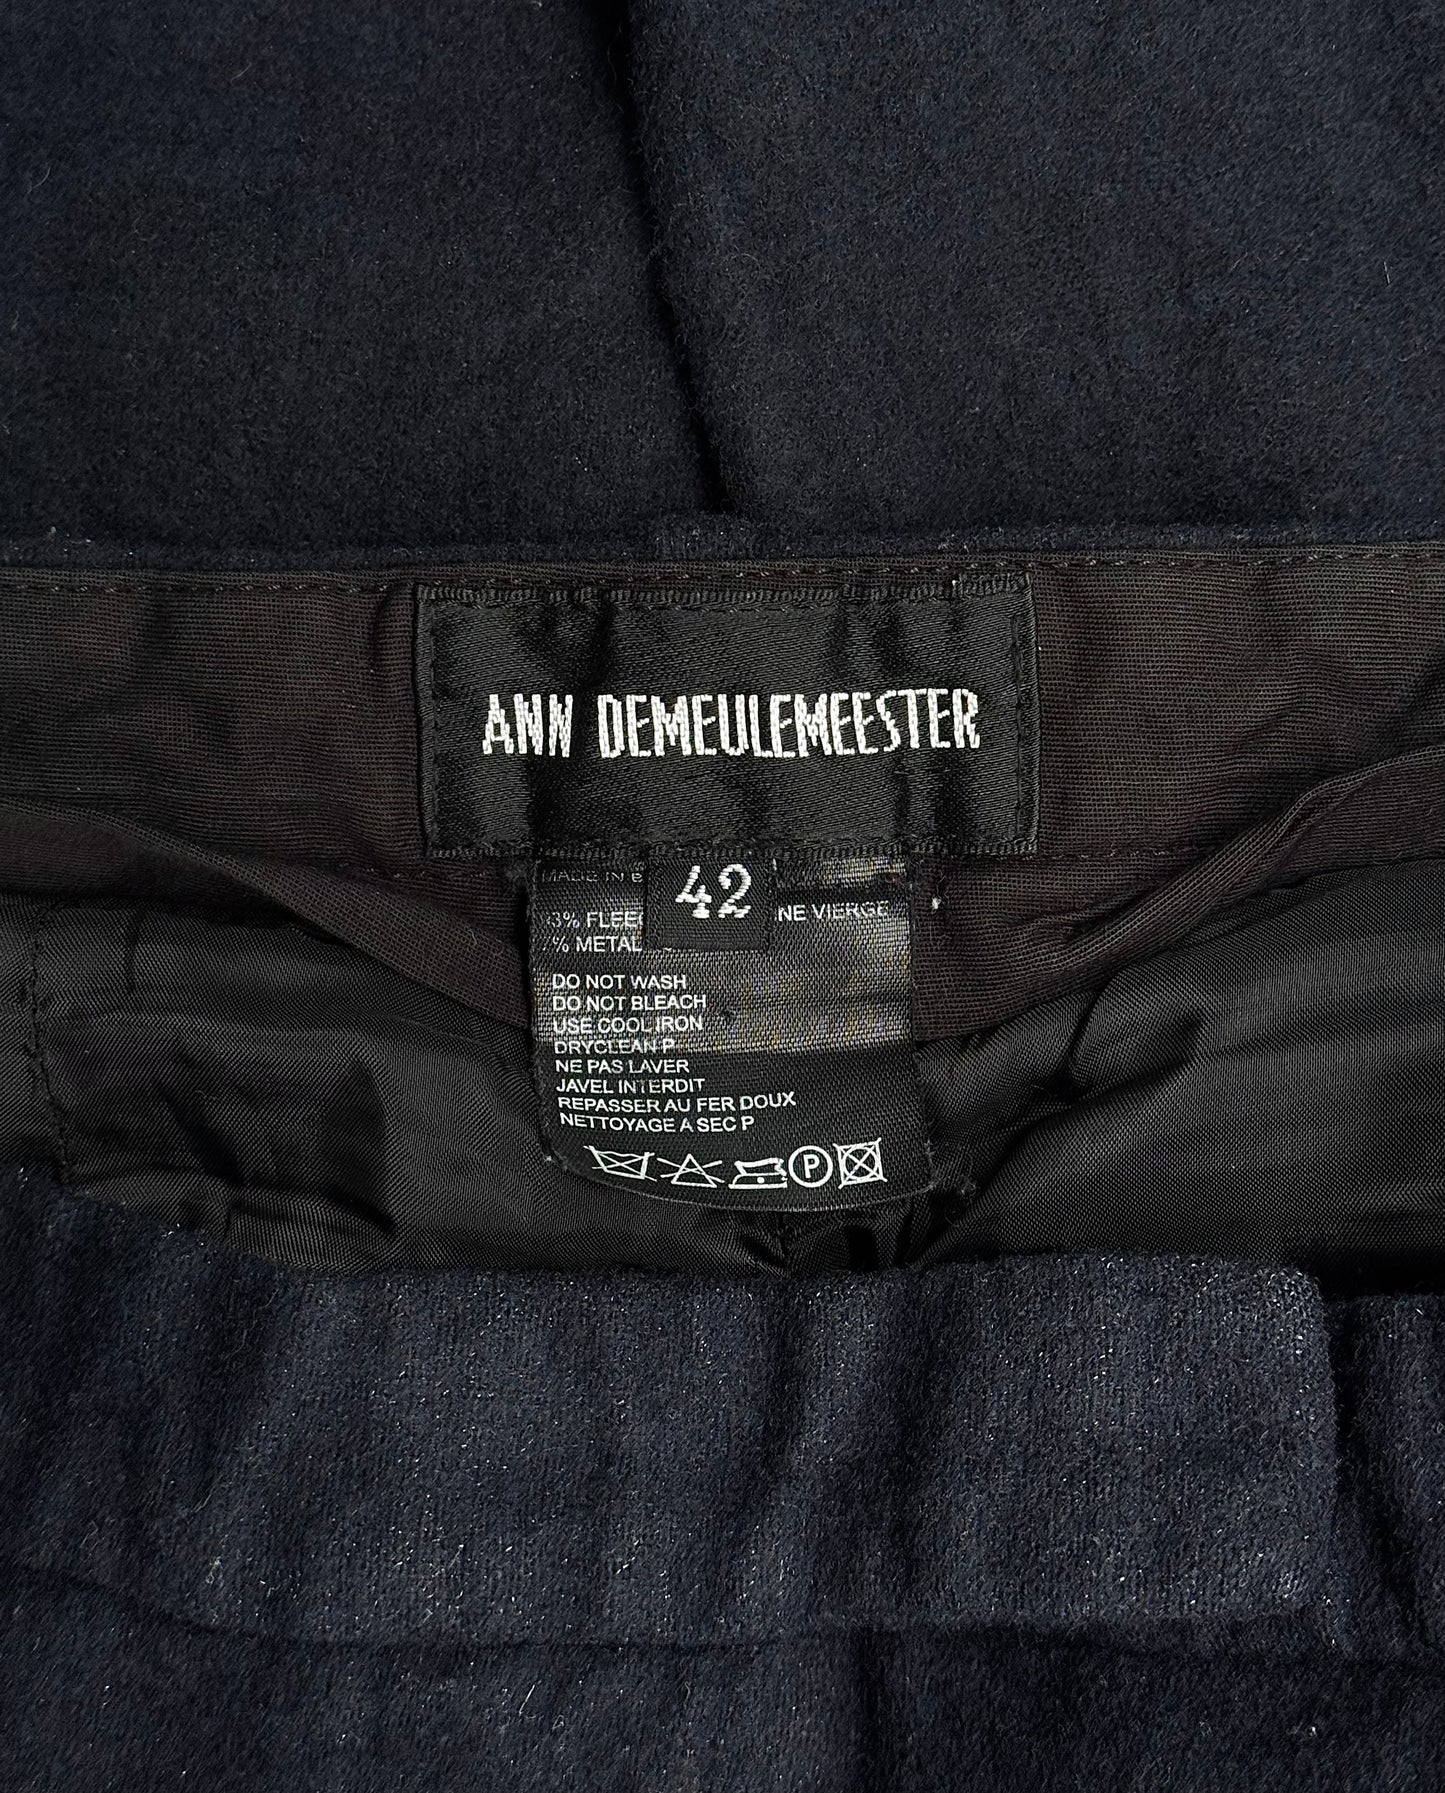 ANN DEMEULEMEESTER
42
MADE IN
3% FLEE NE VIERGE
% METAL
DO NOT WASH
DO NOT BLEACH
USE COOL IRON
DRYCLEAN P
NE PAS LAVER
JAVEL INTERDIT
REPASSER AU FER DOUX
NETTOYAGE A SEC P
P